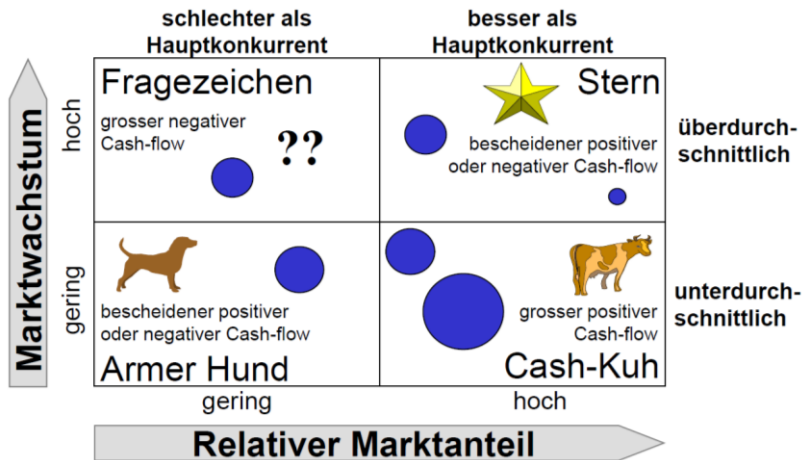 schlechter als
Hauptkonkurrent
besser als
Hauptkonkurrent
Marktwachstum
hoch
Fragezeichen
grosser negativer
Cash-flow
??
Stern
bescheidener positiver
oder negativer Cash-flow
überdurch-
schnittlich
gering
bescheidener positiver
oder negativer Cash-flow
Armer Hund
grosser positiver
Cash-flow
Cash-Kuh
unterdurch-
schnittlich
gering
hoch
Relativer Marktanteil